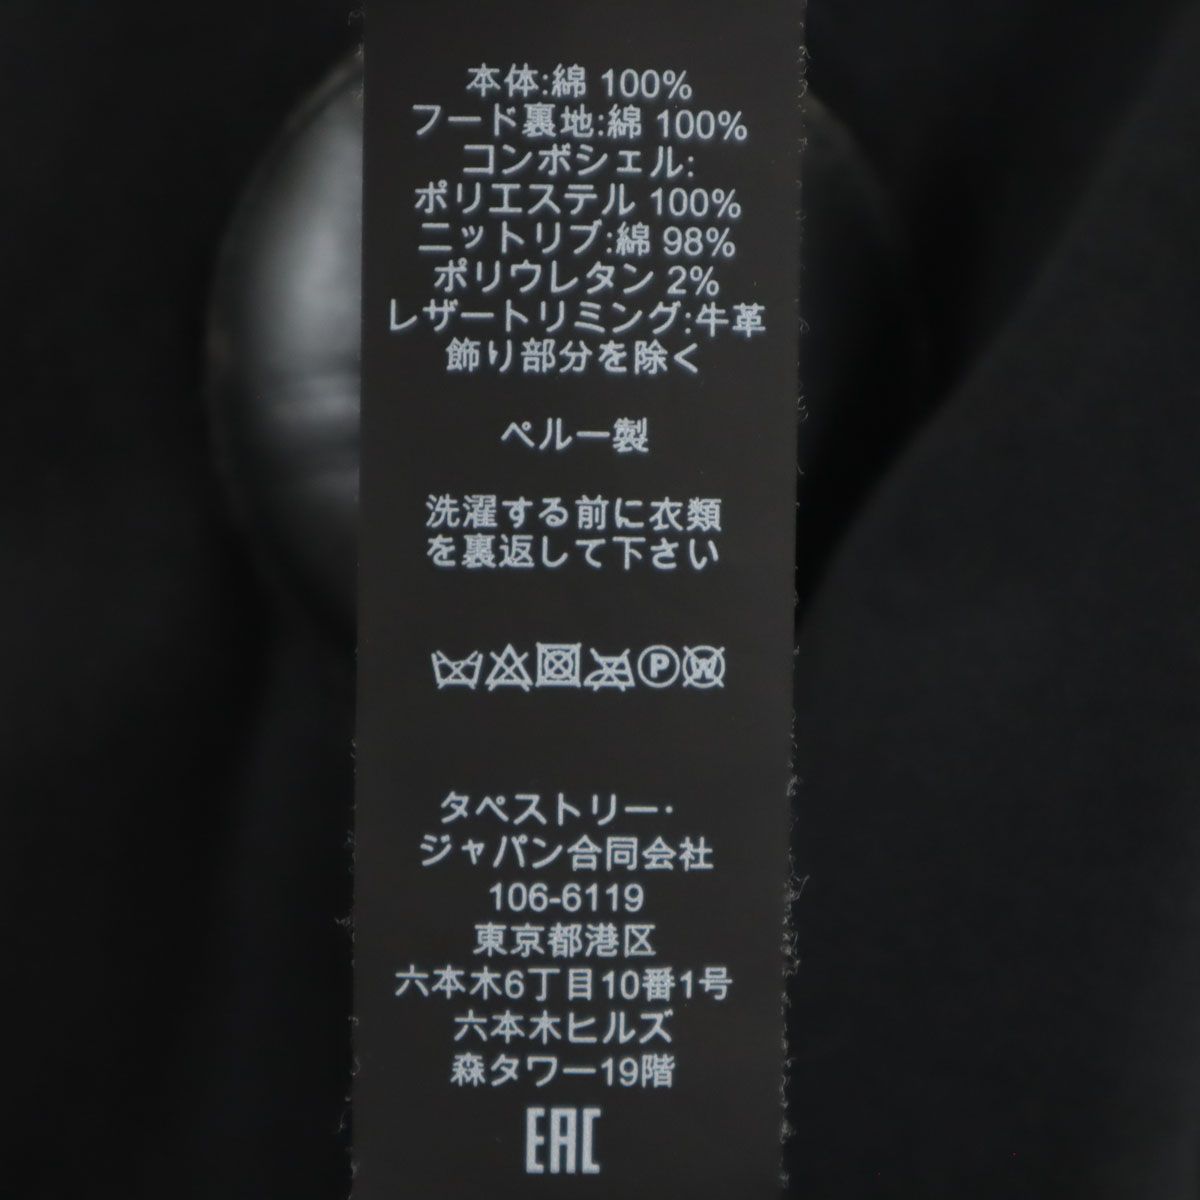 本体:綿 100%
フード裏地:綿 100%
コンボシェル:
ポリエステル 100%
ニットリブ:綿 98%
ポリウレタン 2%
レザートリミング:牛革
飾り部分を除く
ペルー製
洗濯する前に衣類
を裏返して下さい
P W
タペストリー・
ジャパン合同会社
106-6119
東京都港区
六本木6丁目10番1号
六本木ヒルズ
森タワー19階
EAC